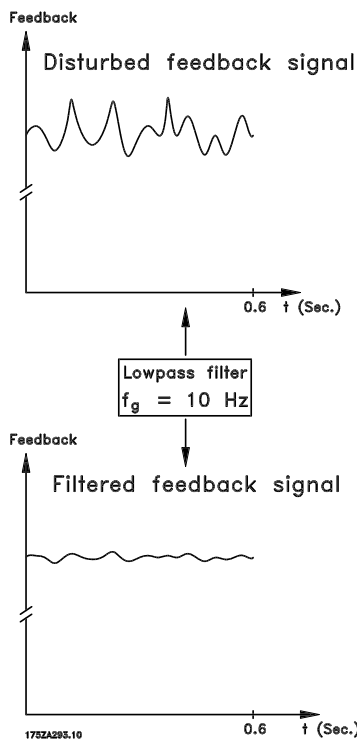 Feedback
Disturbed feedback signal
0.6 t (Sec.)
Lowpass filter
fg = 10 Hz
Feedback
Filtered feedback signal
0.6 t (Sec.)
175ZA293.10